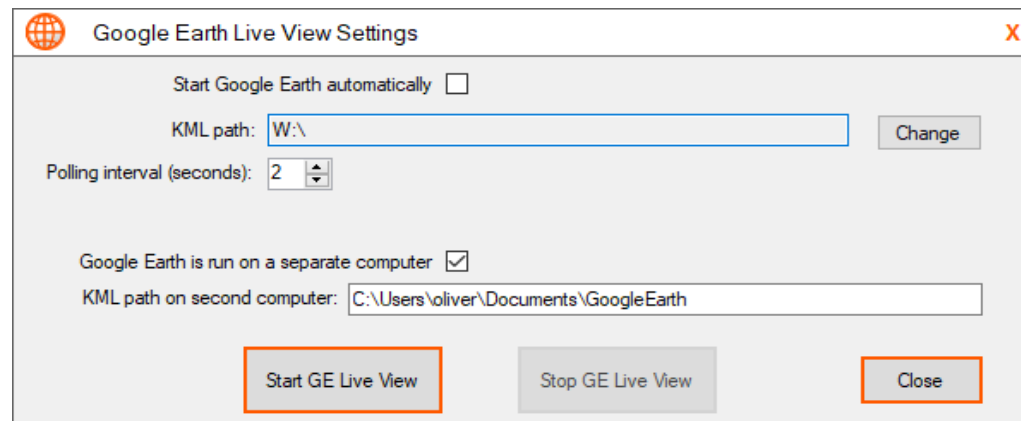 Google Earth Live View Settings X
Start Google Earth automatically
KML path: W:\ Change
Polling interval (seconds): 2
Google Earth is run on a separate computer
KML path on second computer: C:\Users\oliver\Documents\GoogleEarth
Start GE Live View Stop GE Live View Close